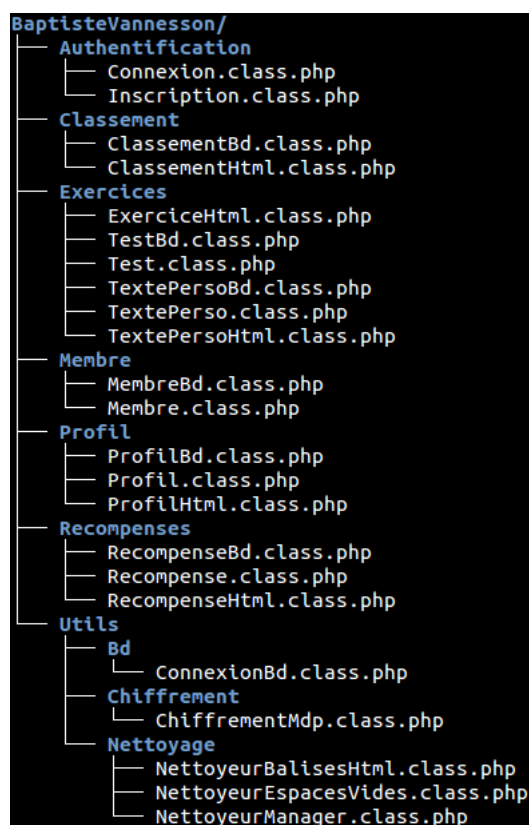 BaptisteVannesson/
├── Authentification
│   ├── Connexion.class.php
│   └── Inscription.class.php
├── Classement
│   ├── ClassementBd.class.php
│   └── ClassementHtml.class.php
├── Exercices
│   ├── ExerciceHtml.class.php
│   ├── TestBd.class.php
│   ├── Test.class.php
│   ├── TextePersoBd.class.php
│   ├── TextePerso.class.php
│   └── TextePersoHtml.class.php
├── Membre
│   ├── MembreBd.class.php
│   └── Membre.class.php
├── Profil
│   ├── ProfilBd.class.php
│   ├── Profil.class.php
│   └── ProfilHtml.class.php
├── Recompenses
│   ├── RecompenseBd.class.php
│   ├── Recompense.class.php
│   └── RecompenseHtml.class.php
└── Utils
    ├── Bd
    │   └── ConnexionBd.class.php
    ├── Chiffrement
    │   └── ChiffrementMdp.class.php
    └── Nettoyage
        ├── NettoyeurBalisesHtml.class.php
        ├── NettoyeurEspacesVides.class.php
        └── NettoyeurManager.class.php